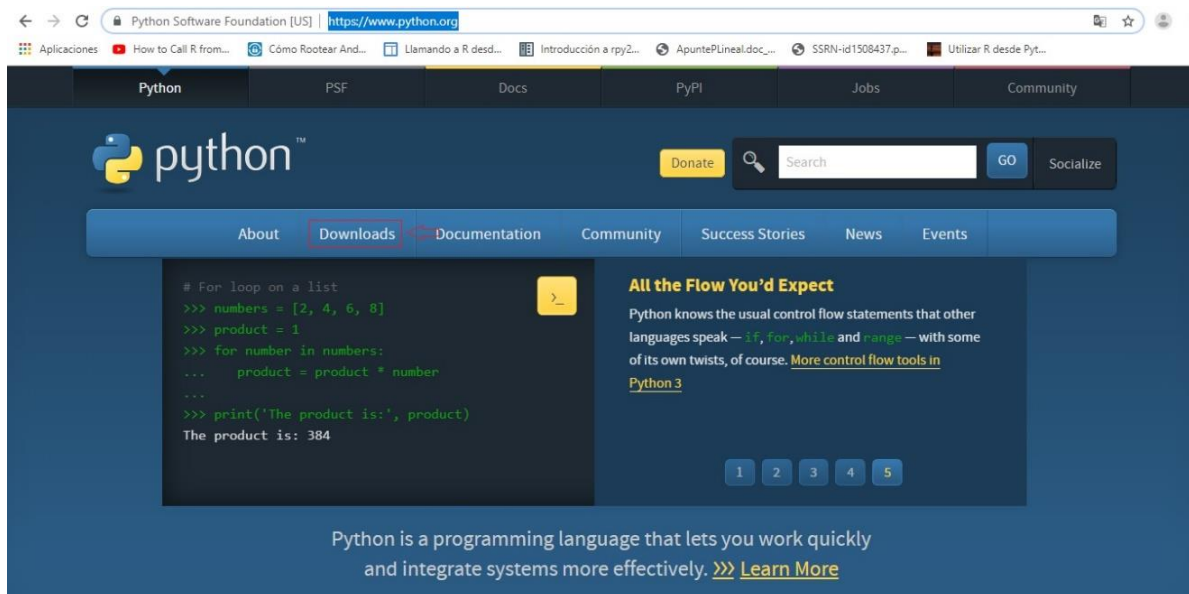 Python Software Foundation [US] | https://www.python.org
Aplicaciones How to Call R from... Cómo Rootear And... Llamando a R desd... Introducción a rpy2... ApuntePLineal.doc_... SSRN-id1508437.p... Utilizar R desde Pyt...
Python PSF Docs PyPI Jobs Community
python™
Donate Search GO Socialize
About Downloads Documentation Community Success Stories News Events
# For loop on a list
>>> numbers = [2, 4, 6, 8]
>>> product = 1
>>> for number in numbers:
...     product = product * number
...
>>> print('The product is:', product)
The product is: 384
>_
All the Flow You'd Expect
Python knows the usual control flow statements that other
languages speak — if, for, while and range — with some
of its own twists, of course. More control flow tools in
Python 3
1 2 3 4 5
Python is a programming language that lets you work quickly
and integrate systems more effectively. >>> Learn More